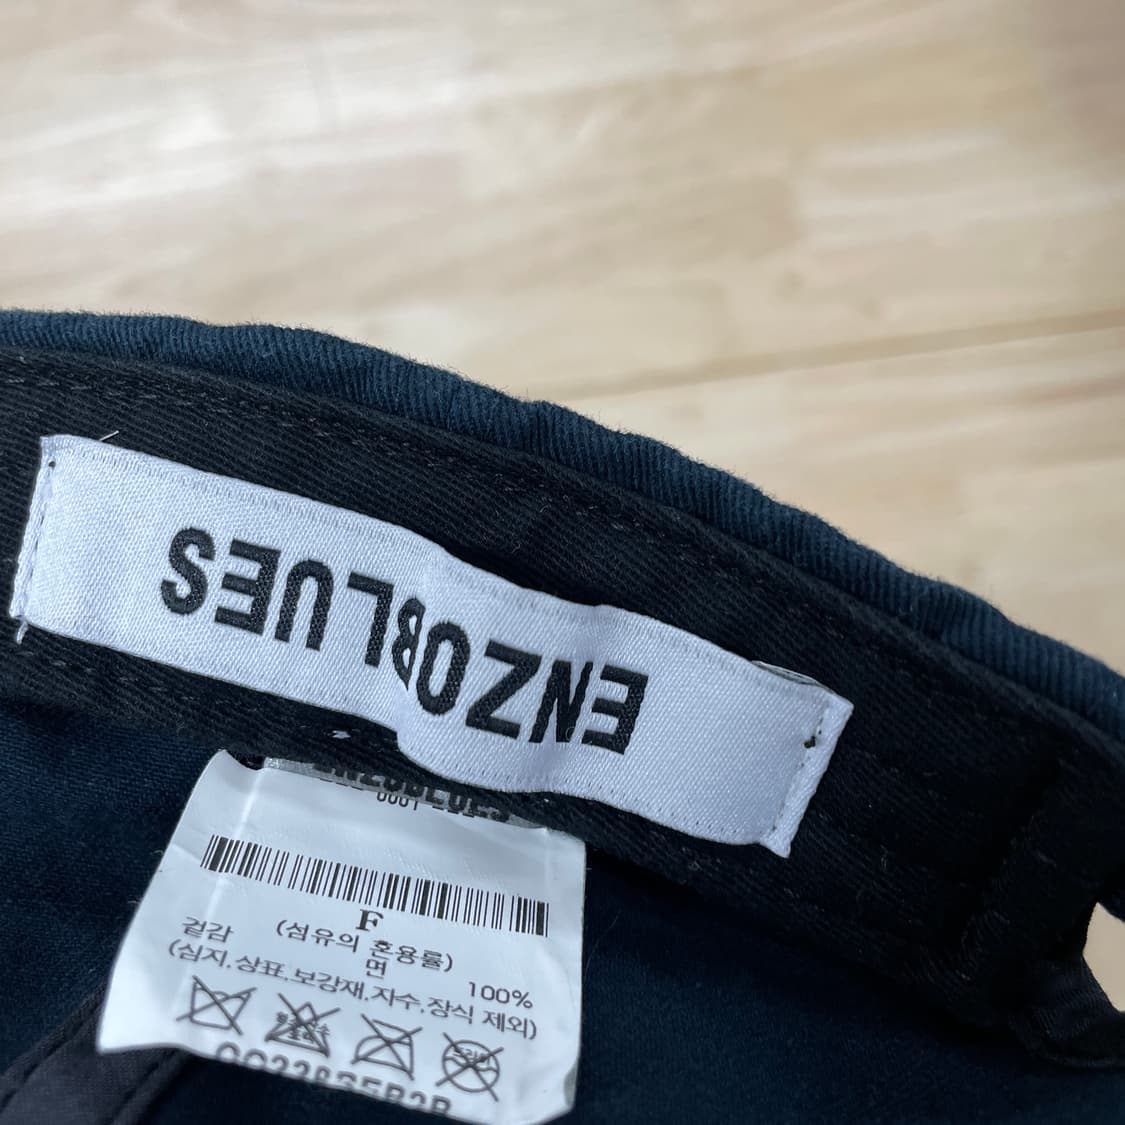 ENZOBLUES
F
겉감 (섬유의 혼용률)
면 100%
(심지,상표,보강재,자수,장식 제외)